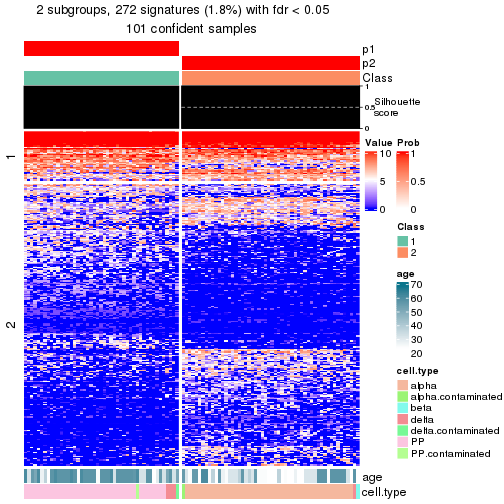 2 subgroups, 272 signatures (1.8%) with fdr < 0.05
101 confident samples
p1
p2
Class
1
0.5
0
Silhouette
score
1
2
Value
10
5
0
Prob
1
0.5
0
Class
1
2
age
70
60
50
40
30
20
cell.type
alpha
alpha.contaminated
beta
delta
delta.contaminated
PP
PP.contaminated
age
cell.type